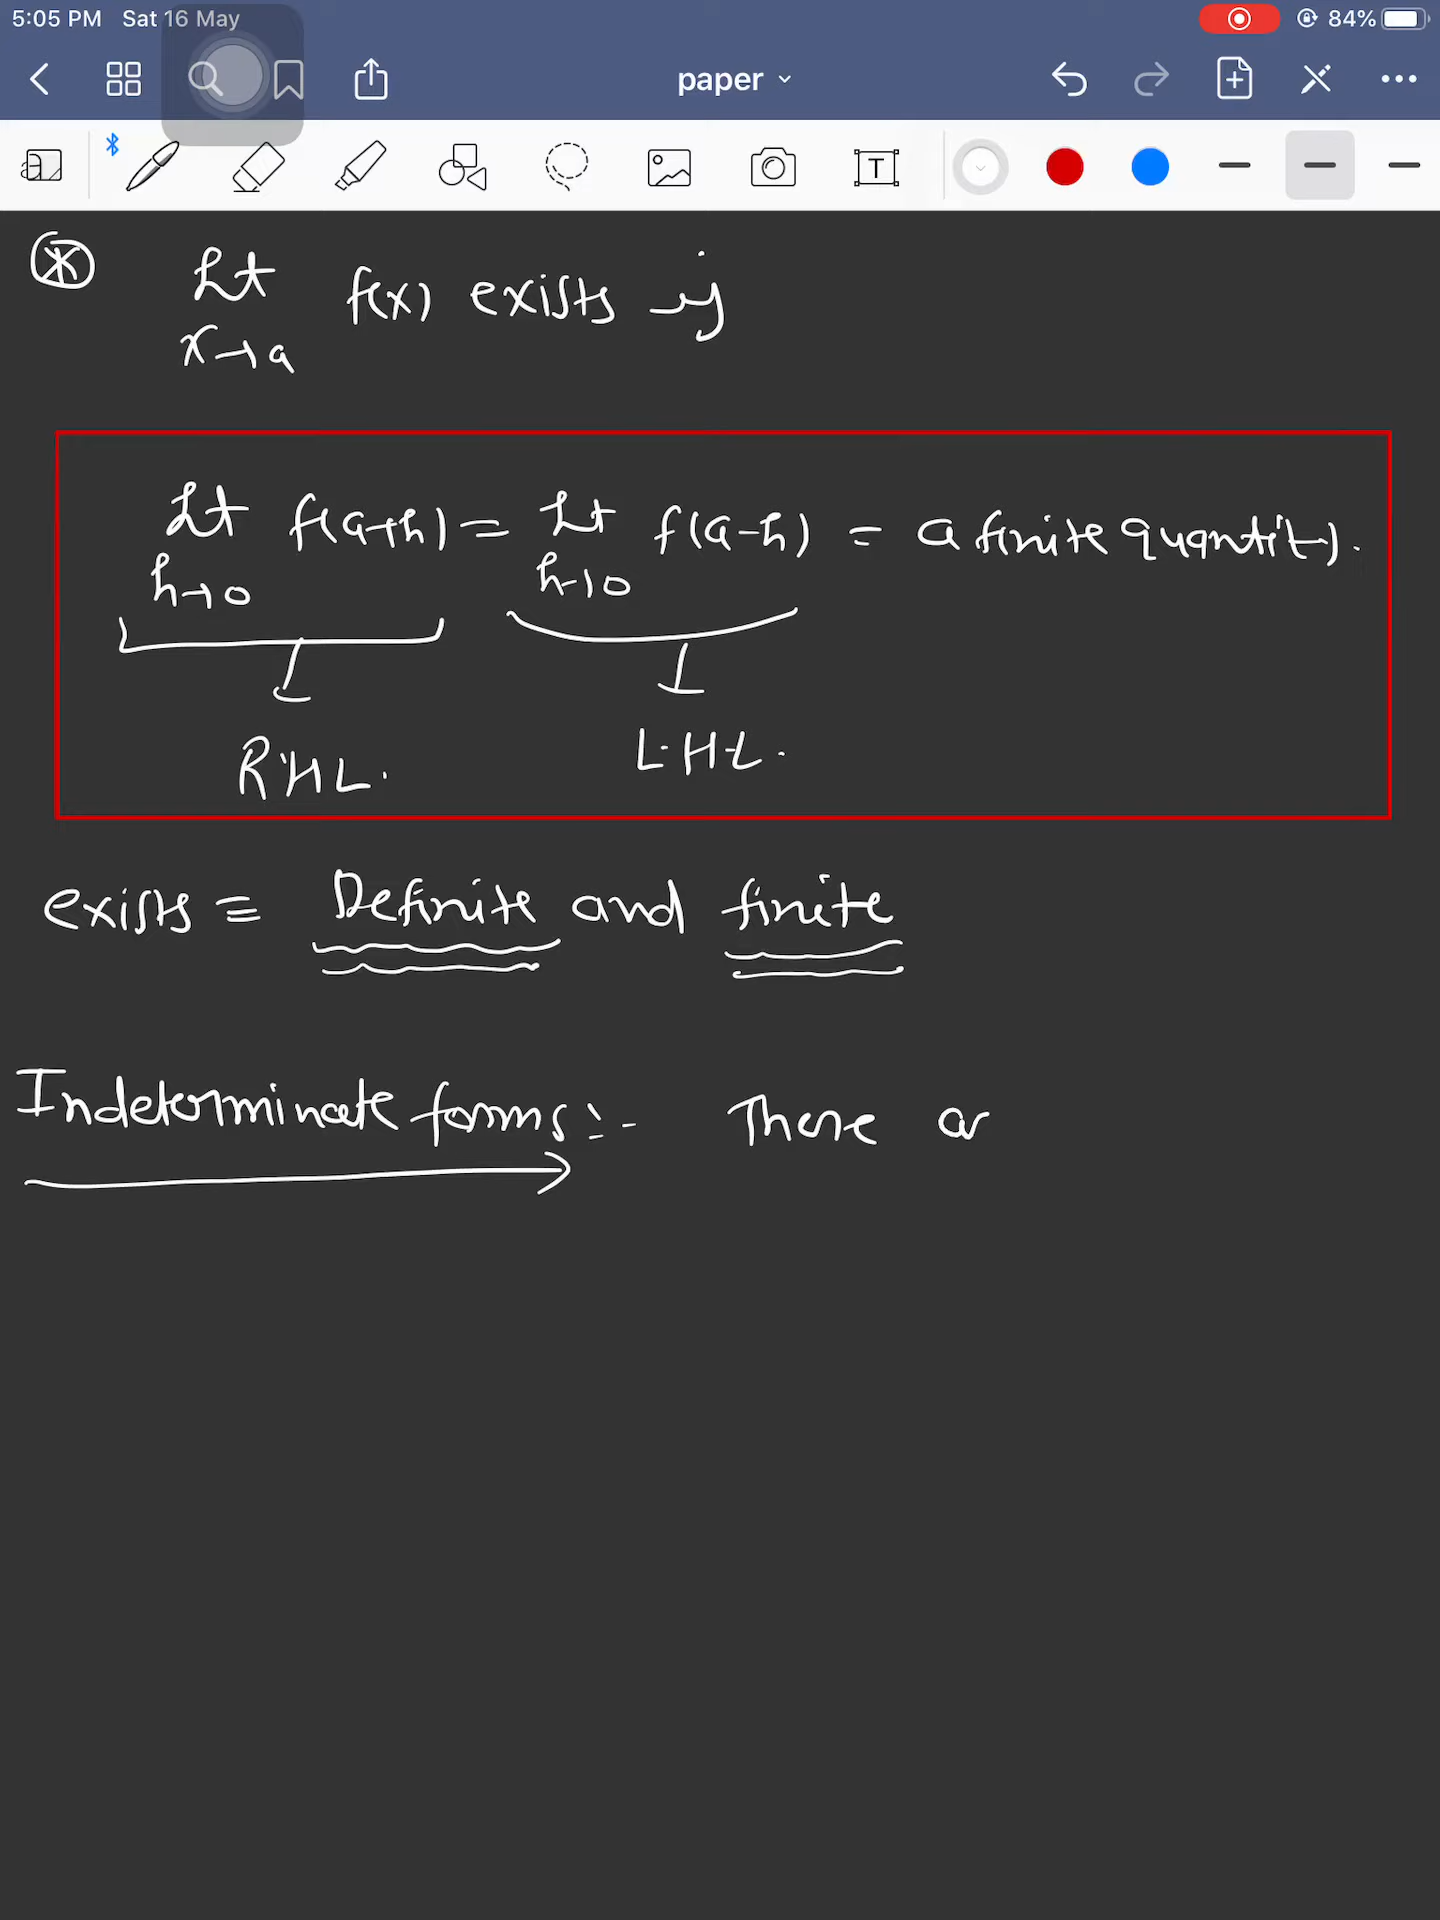 5:05 PM Sat 16 May 84%
paper
T
Lt f(x) exists if
x→a
Lt f(a+h) = Lt f(a-h) = a finite quantity.
h→0 h→0
R.H.L. L.H.L.
exists ≡ Definite and finite
Indeterminate forms :- There ar